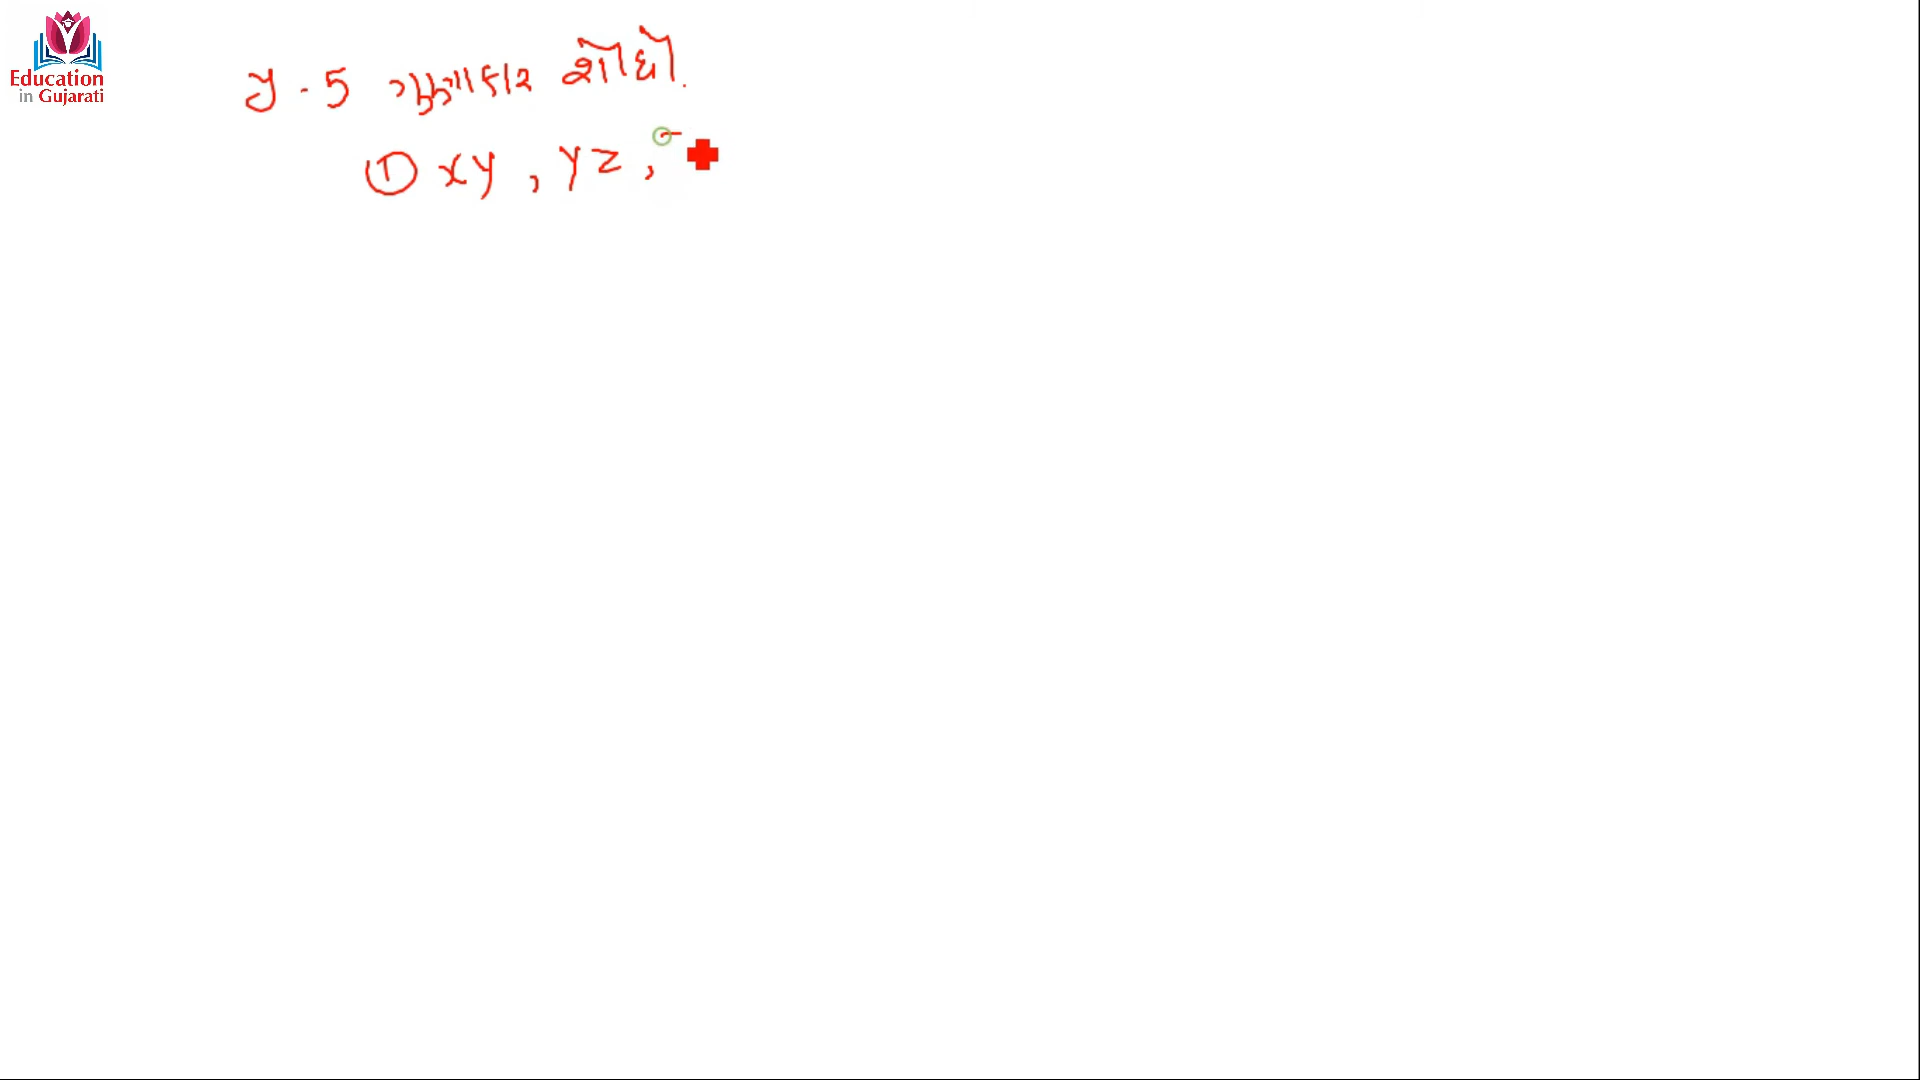 Education
in Gujarati
પ્ર-5 ગુણાકાર શોધો.
① xy, yz,